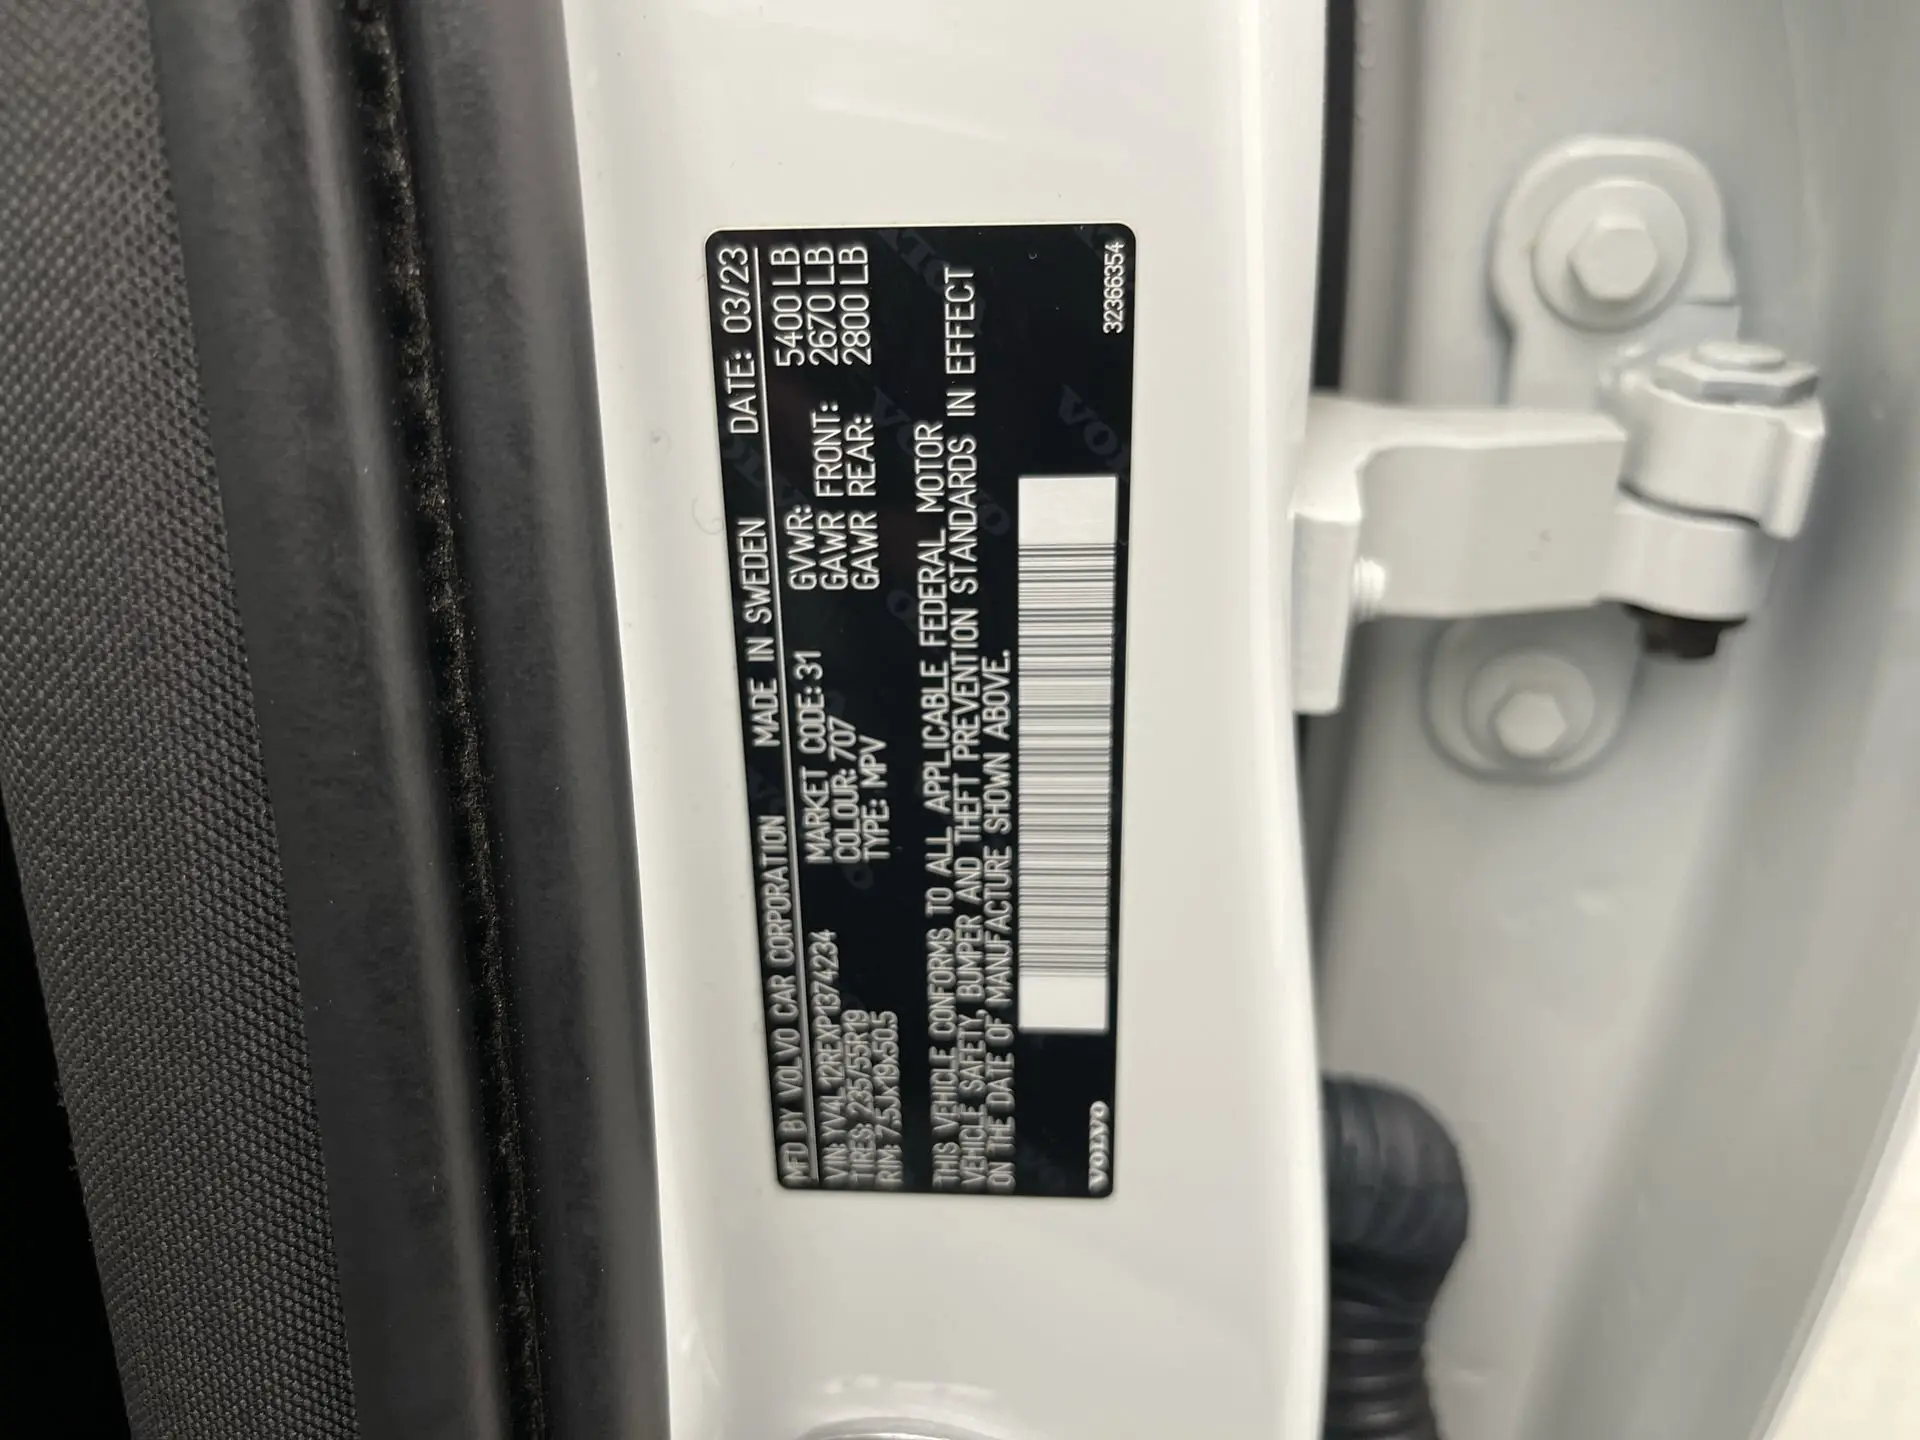 MFD BY VOLVO CAR CORPORATION MADE IN SWEDEN DATE: 03/23
VIN: YV4L12REXP1374234 MARKET CODE: 31 GVWR: 5400 LB
TIRES: 235/55R19 COLOUR: 707 GAWR FRONT: 2670 LB
RIM: 7.5Jx19x50.5 TYPE: MPV GAWR REAR: 2800 LB
THIS VEHICLE CONFORMS TO ALL APPLICABLE FEDERAL MOTOR
VEHICLE SAFETY, BUMPER AND THEFT PREVENTION STANDARDS IN EFFECT
ON THE DATE OF MANUFACTURE SHOWN ABOVE.
VOLVO 32366354